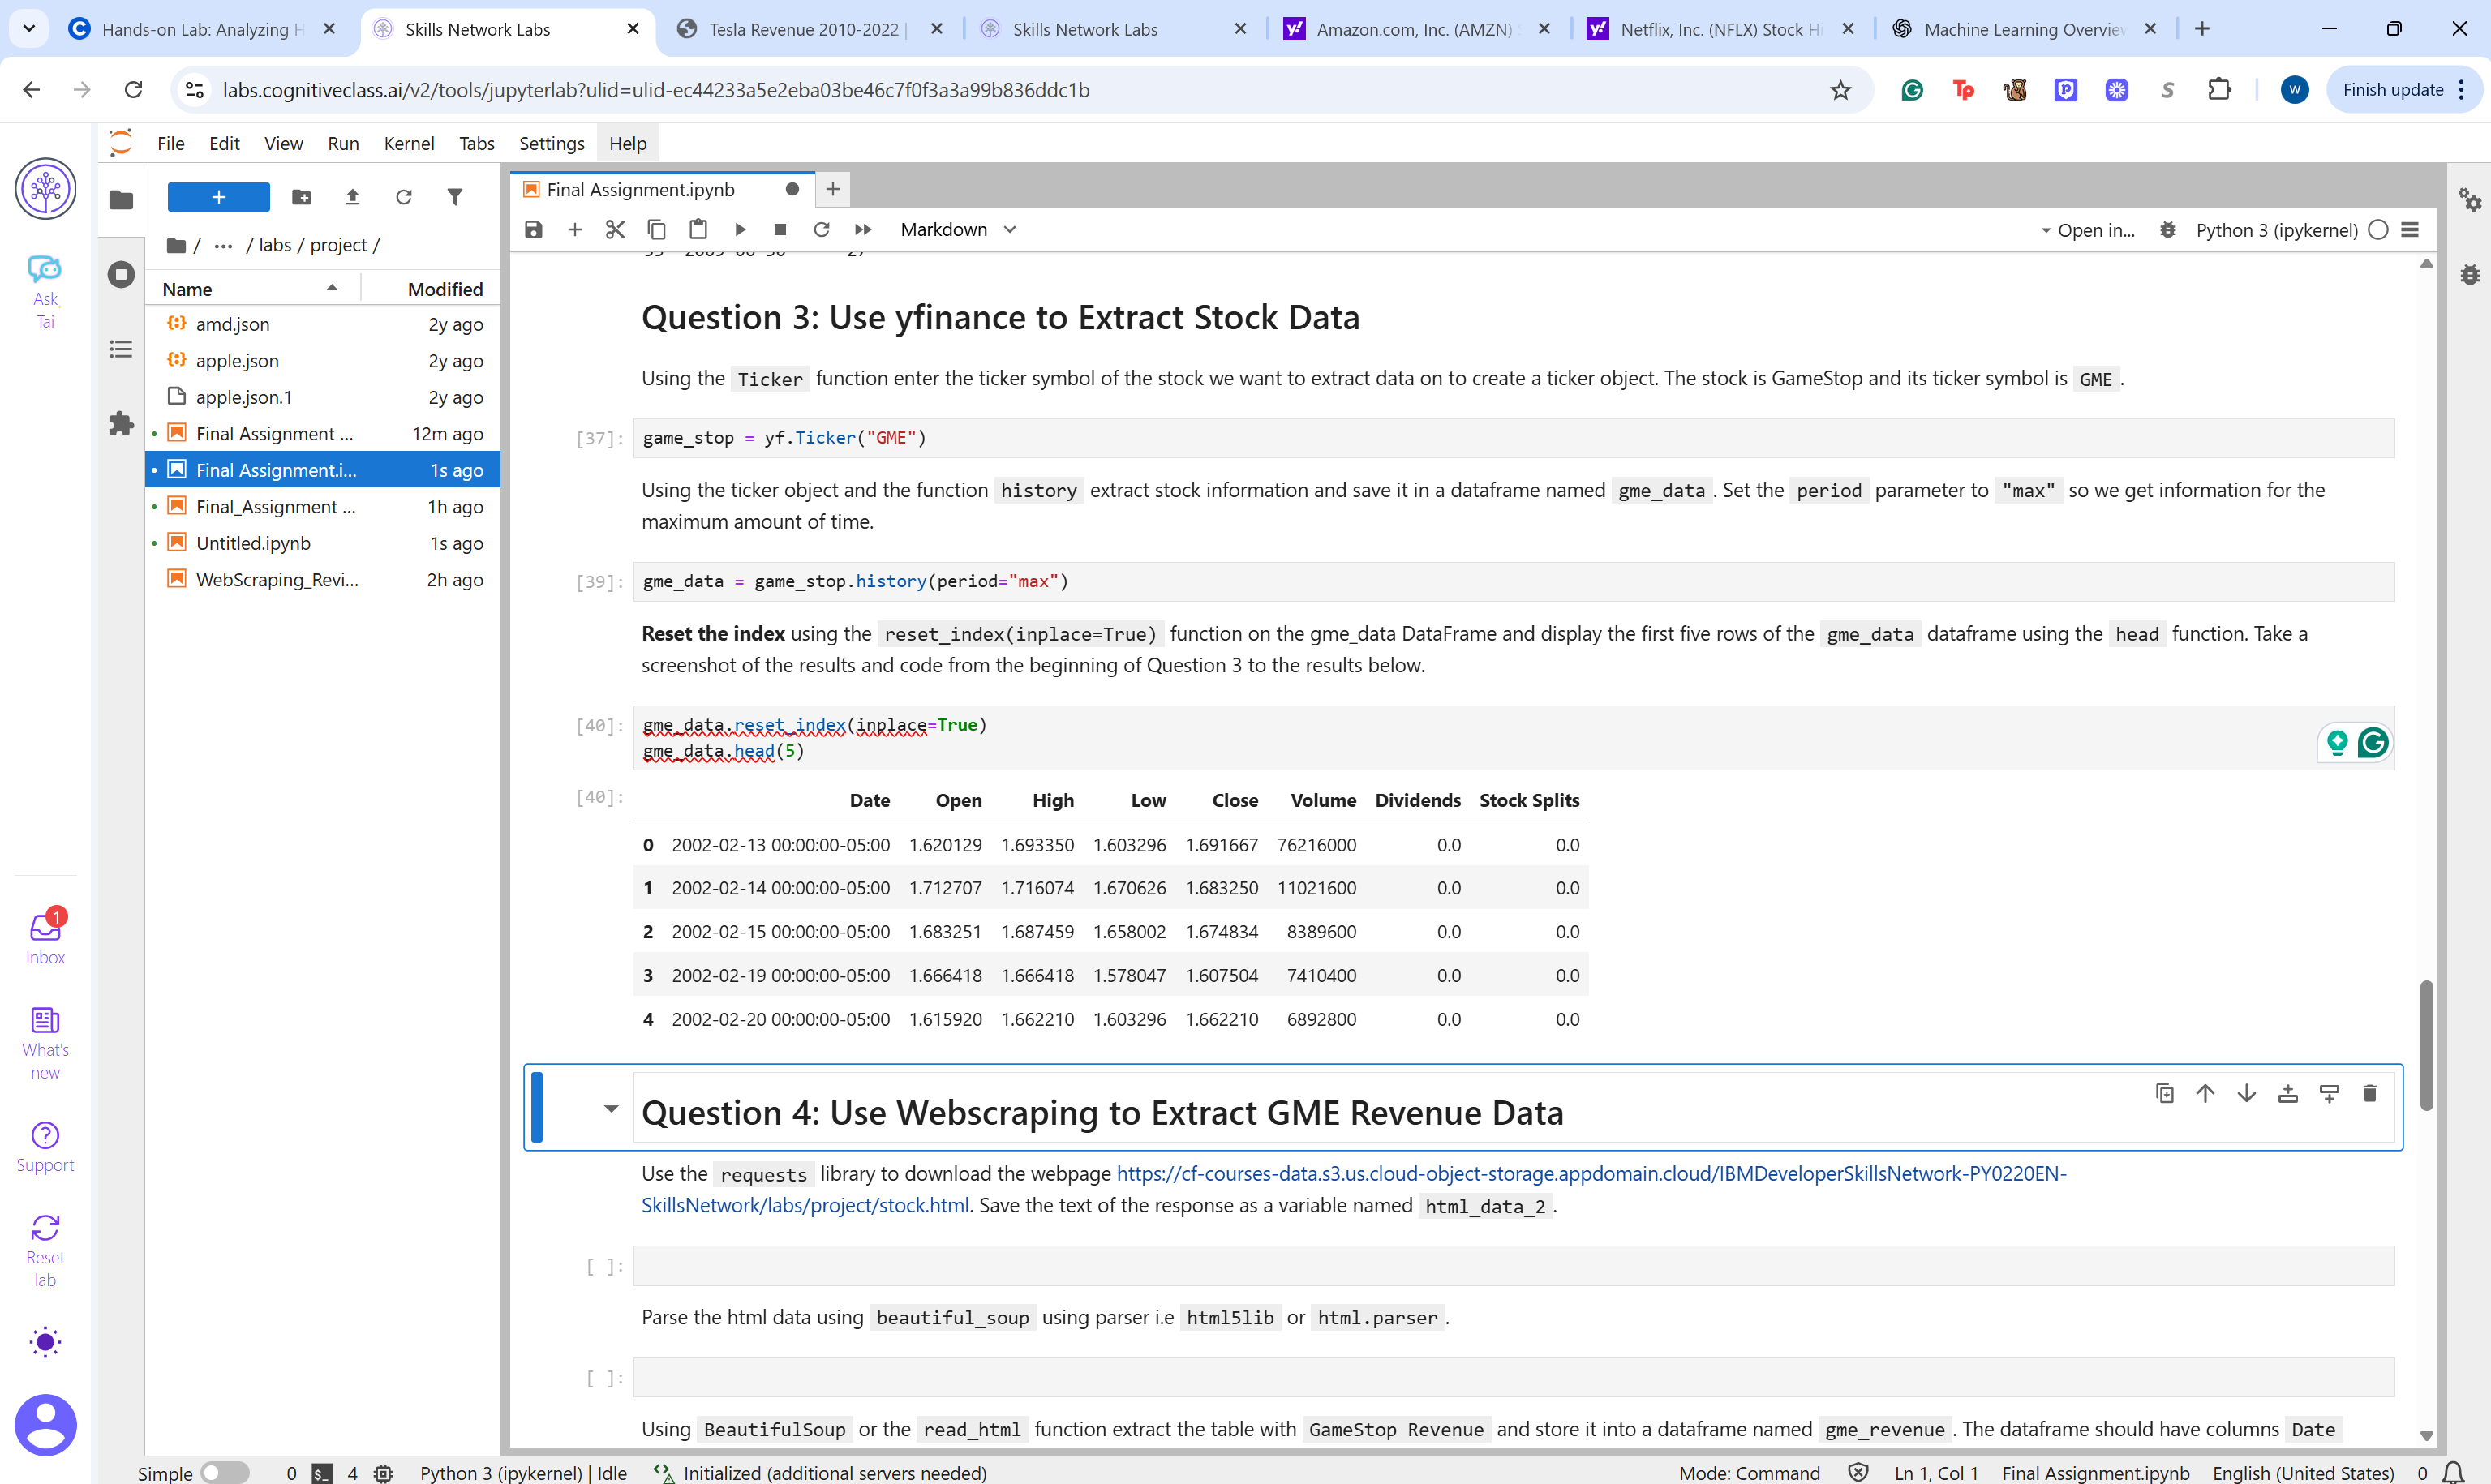 Hands-on Lab: Analyzing H
Skills Network Labs
Tesla Revenue 2010-2022 |
Skills Network Labs
Amazon.com, Inc. (AMZN)
Netflix, Inc. (NFLX) Stock Hi
Machine Learning Overview
labs.cognitiveclass.ai/v2/tools/jupyterlab?ulid=ulid-ec44233a5e2eba03be46c7f0f3a3a99b836ddc1b
W
Finish update
File Edit View Run Kernel Tabs Settings Help
Ask Tai
/ ... / labs / project /
Name Modified
amd.json 2y ago
apple.json 2y ago
apple.json.1 2y ago
Final Assignment ... 12m ago
Final Assignment.i... 1s ago
Final_Assignment ... 1h ago
Untitled.ipynb 1s ago
WebScraping_Revi... 2h ago
1
Inbox
What's new
Support
Reset lab
Final Assignment.ipynb
Markdown
Open in...
Python 3 (ipykernel)
Question 3: Use yfinance to Extract Stock Data
Using the Ticker function enter the ticker symbol of the stock we want to extract data on to create a ticker object. The stock is GameStop and its ticker symbol is GME .
[37]: game_stop = yf.Ticker("GME")
Using the ticker object and the function history extract stock information and save it in a dataframe named gme_data . Set the period parameter to "max" so we get information for the
maximum amount of time.
[39]: gme_data = game_stop.history(period="max")
Reset the index using the reset_index(inplace=True) function on the gme_data DataFrame and display the first five rows of the gme_data dataframe using the head function. Take a
screenshot of the results and code from the beginning of Question 3 to the results below.
[40]: gme_data.reset_index(inplace=True)
gme_data.head(5)
[40]: Date Open High Low Close Volume Dividends Stock Splits
0 2002-02-13 00:00:00-05:00 1.620129 1.693350 1.603296 1.691667 76216000 0.0 0.0
1 2002-02-14 00:00:00-05:00 1.712707 1.716074 1.670626 1.683250 11021600 0.0 0.0
2 2002-02-15 00:00:00-05:00 1.683251 1.687459 1.658002 1.674834 8389600 0.0 0.0
3 2002-02-19 00:00:00-05:00 1.666418 1.666418 1.578047 1.607504 7410400 0.0 0.0
4 2002-02-20 00:00:00-05:00 1.615920 1.662210 1.603296 1.662210 6892800 0.0 0.0
Question 4: Use Webscraping to Extract GME Revenue Data
Use the requests library to download the webpage https://cf-courses-data.s3.us.cloud-object-storage.appdomain.cloud/IBMDeveloperSkillsNetwork-PY0220EN-
SkillsNetwork/labs/project/stock.html. Save the text of the response as a variable named html_data_2 .
[ ]:
Parse the html data using beautiful_soup using parser i.e html5lib or html.parser .
[ ]:
Using BeautifulSoup or the read_html function extract the table with GameStop Revenue and store it into a dataframe named gme_revenue . The dataframe should have columns Date
Simple 0 4 Python 3 (ipykernel) | Idle Initialized (additional servers needed) Mode: Command Ln 1, Col 1 Final Assignment.ipynb English (United States) 0